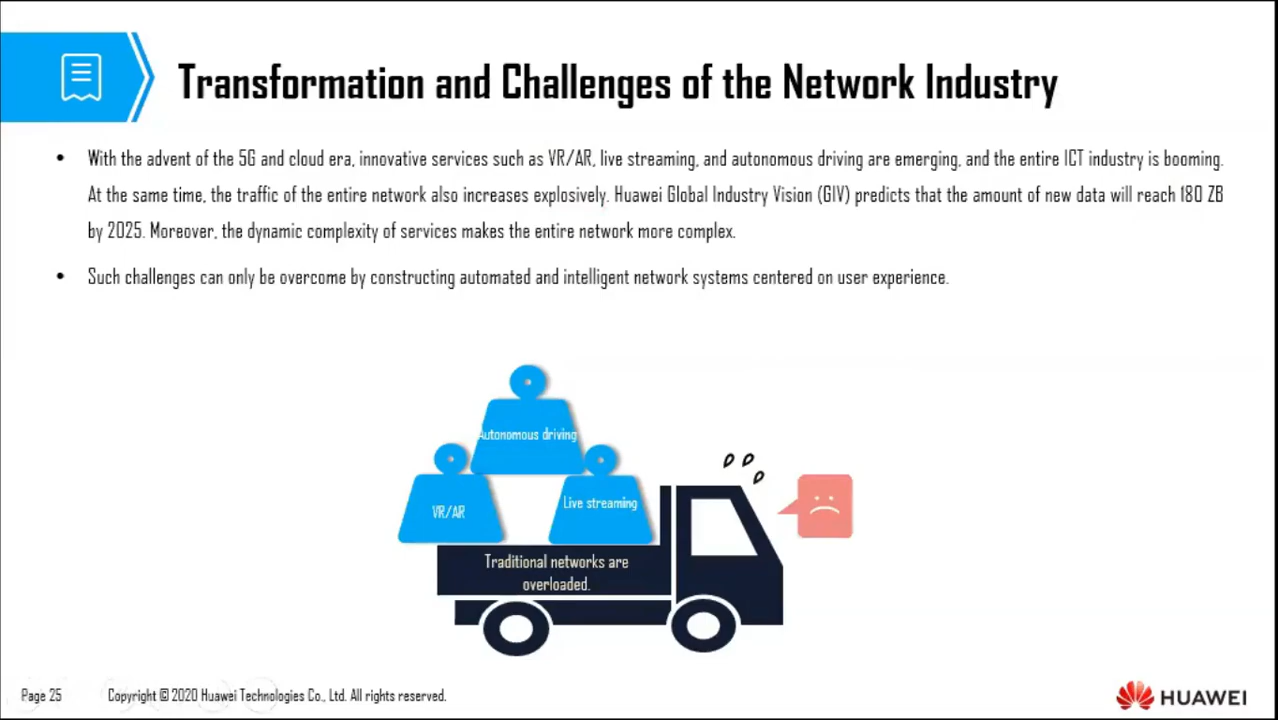 Transformation and Challenges of the Network Industry
• With the advent of the 5G and cloud era, innovative services such as VR/AR, live streaming, and autonomous driving are emerging, and the entire ICT industry is booming.
At the same time, the traffic of the entire network also increases explosively. Huawei Global Industry Vision (GIV) predicts that the amount of new data will reach 180 ZB
by 2025. Moreover, the dynamic complexity of services makes the entire network more complex.
• Such challenges can only be overcome by constructing automated and intelligent network systems centered on user experience.
Autonomous driving
VR/AR
Live streaming
Traditional networks are
overloaded.
Page 25
Copyright © 2020 Huawei Technologies Co., Ltd. All rights reserved.
HUAWEI